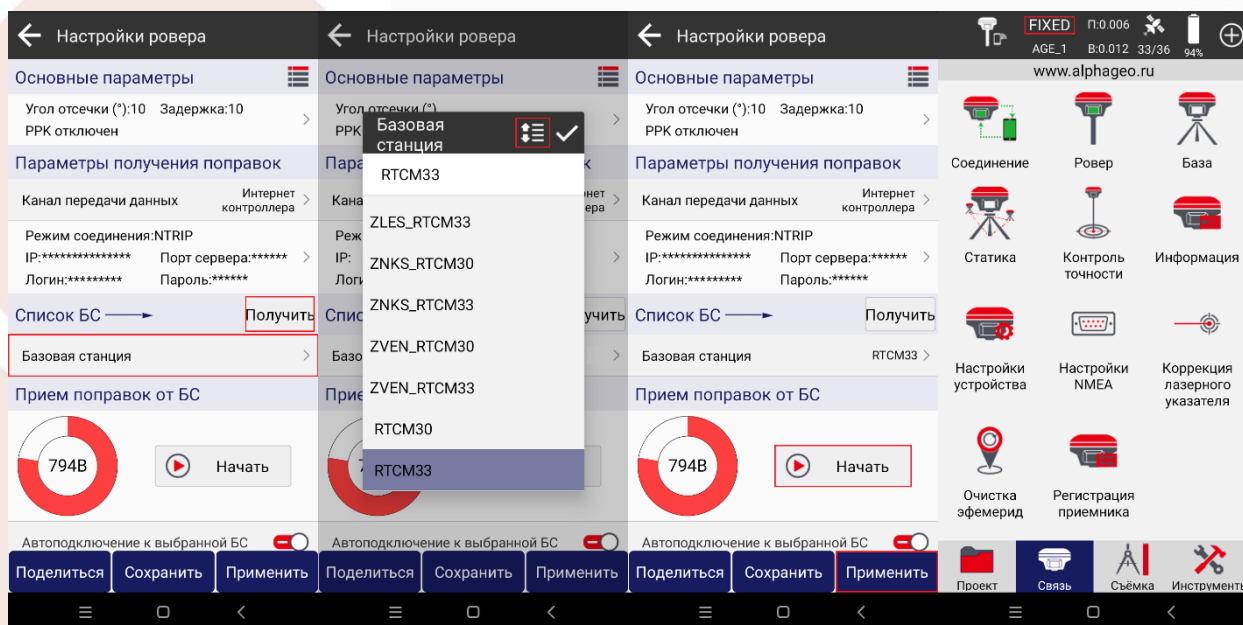 Настройки ровера
Основные параметры
Угол отсечки (°):10 Задержка:10
PPK отключен
Параметры получения поправок
Канал передачи данных
Интернет
контроллера
Режим соединения:NTRIP
IP:*************** Порт сервера:******
Логин:********* Пароль:******
Список БС
Получить
Базовая станция
Прием поправок от БС
794B
Начать
Автоподключение к выбранной БС
Поделиться
Сохранить
Применить
Настройки ровера
Основные параметры
Угол отсечки (°)
PPK
Базовая
станция
RTCM33
ZLES_RTCM33
ZNKS_RTCM30
ZNKS_RTCM33
ZVEN_RTCM30
ZVEN_RTCM33
RTCM30
RTCM33
IP:
Автоподключение к выбранной БС
Поделиться
Сохранить
Применить
Настройки ровера
Основные параметры
Угол отсечки (°):10 Задержка:10
PPK отключен
Параметры получения поправок
Канал передачи данных
Интернет
контроллера
Режим соединения:NTRIP
IP:*************** Порт сервера:******
Логин:********* Пароль:******
Список БС
Получить
Базовая станция
RTCM33
Прием поправок от БС
794B
Начать
Автоподключение к выбранной БС
Поделиться
Сохранить
Применить
FIXED П:0.006
AGE_1 В:0.012 33/36 94%
www.alphageo.ru
Соединение
Ровер
База
Статика
Контроль
точности
Информация
Настройки
устройства
Настройки
NMEA
Коррекция
лазерного
указателя
Очистка
эфемерид
Регистрация
приемника
Проект
Связь
Съёмка
Инструменты